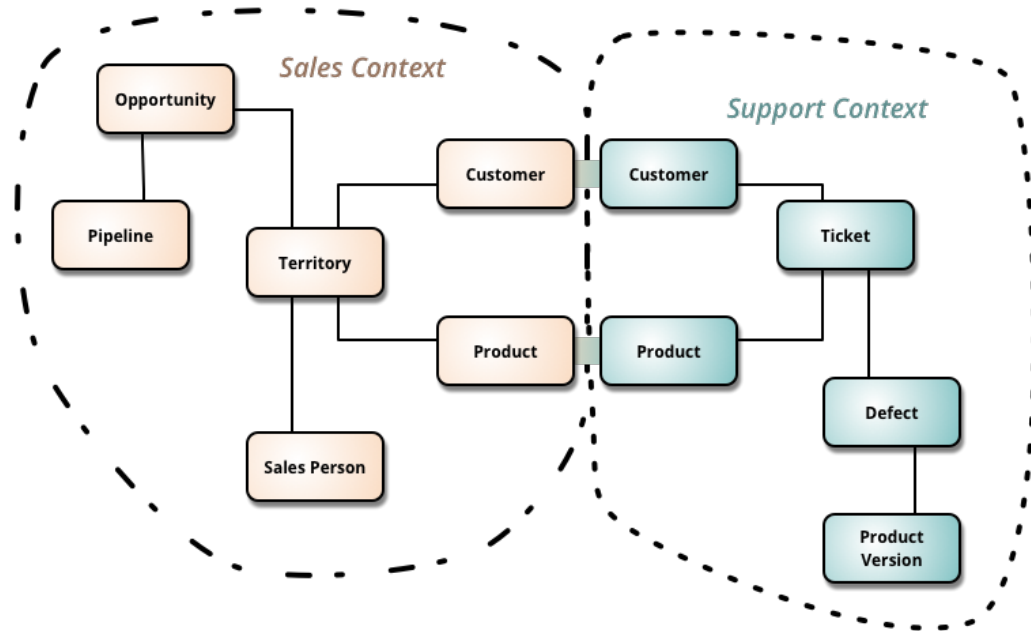 Sales Context
Opportunity
Pipeline
Territory
Customer
Product
Sales Person
Support Context
Customer
Ticket
Product
Defect
Product
Version